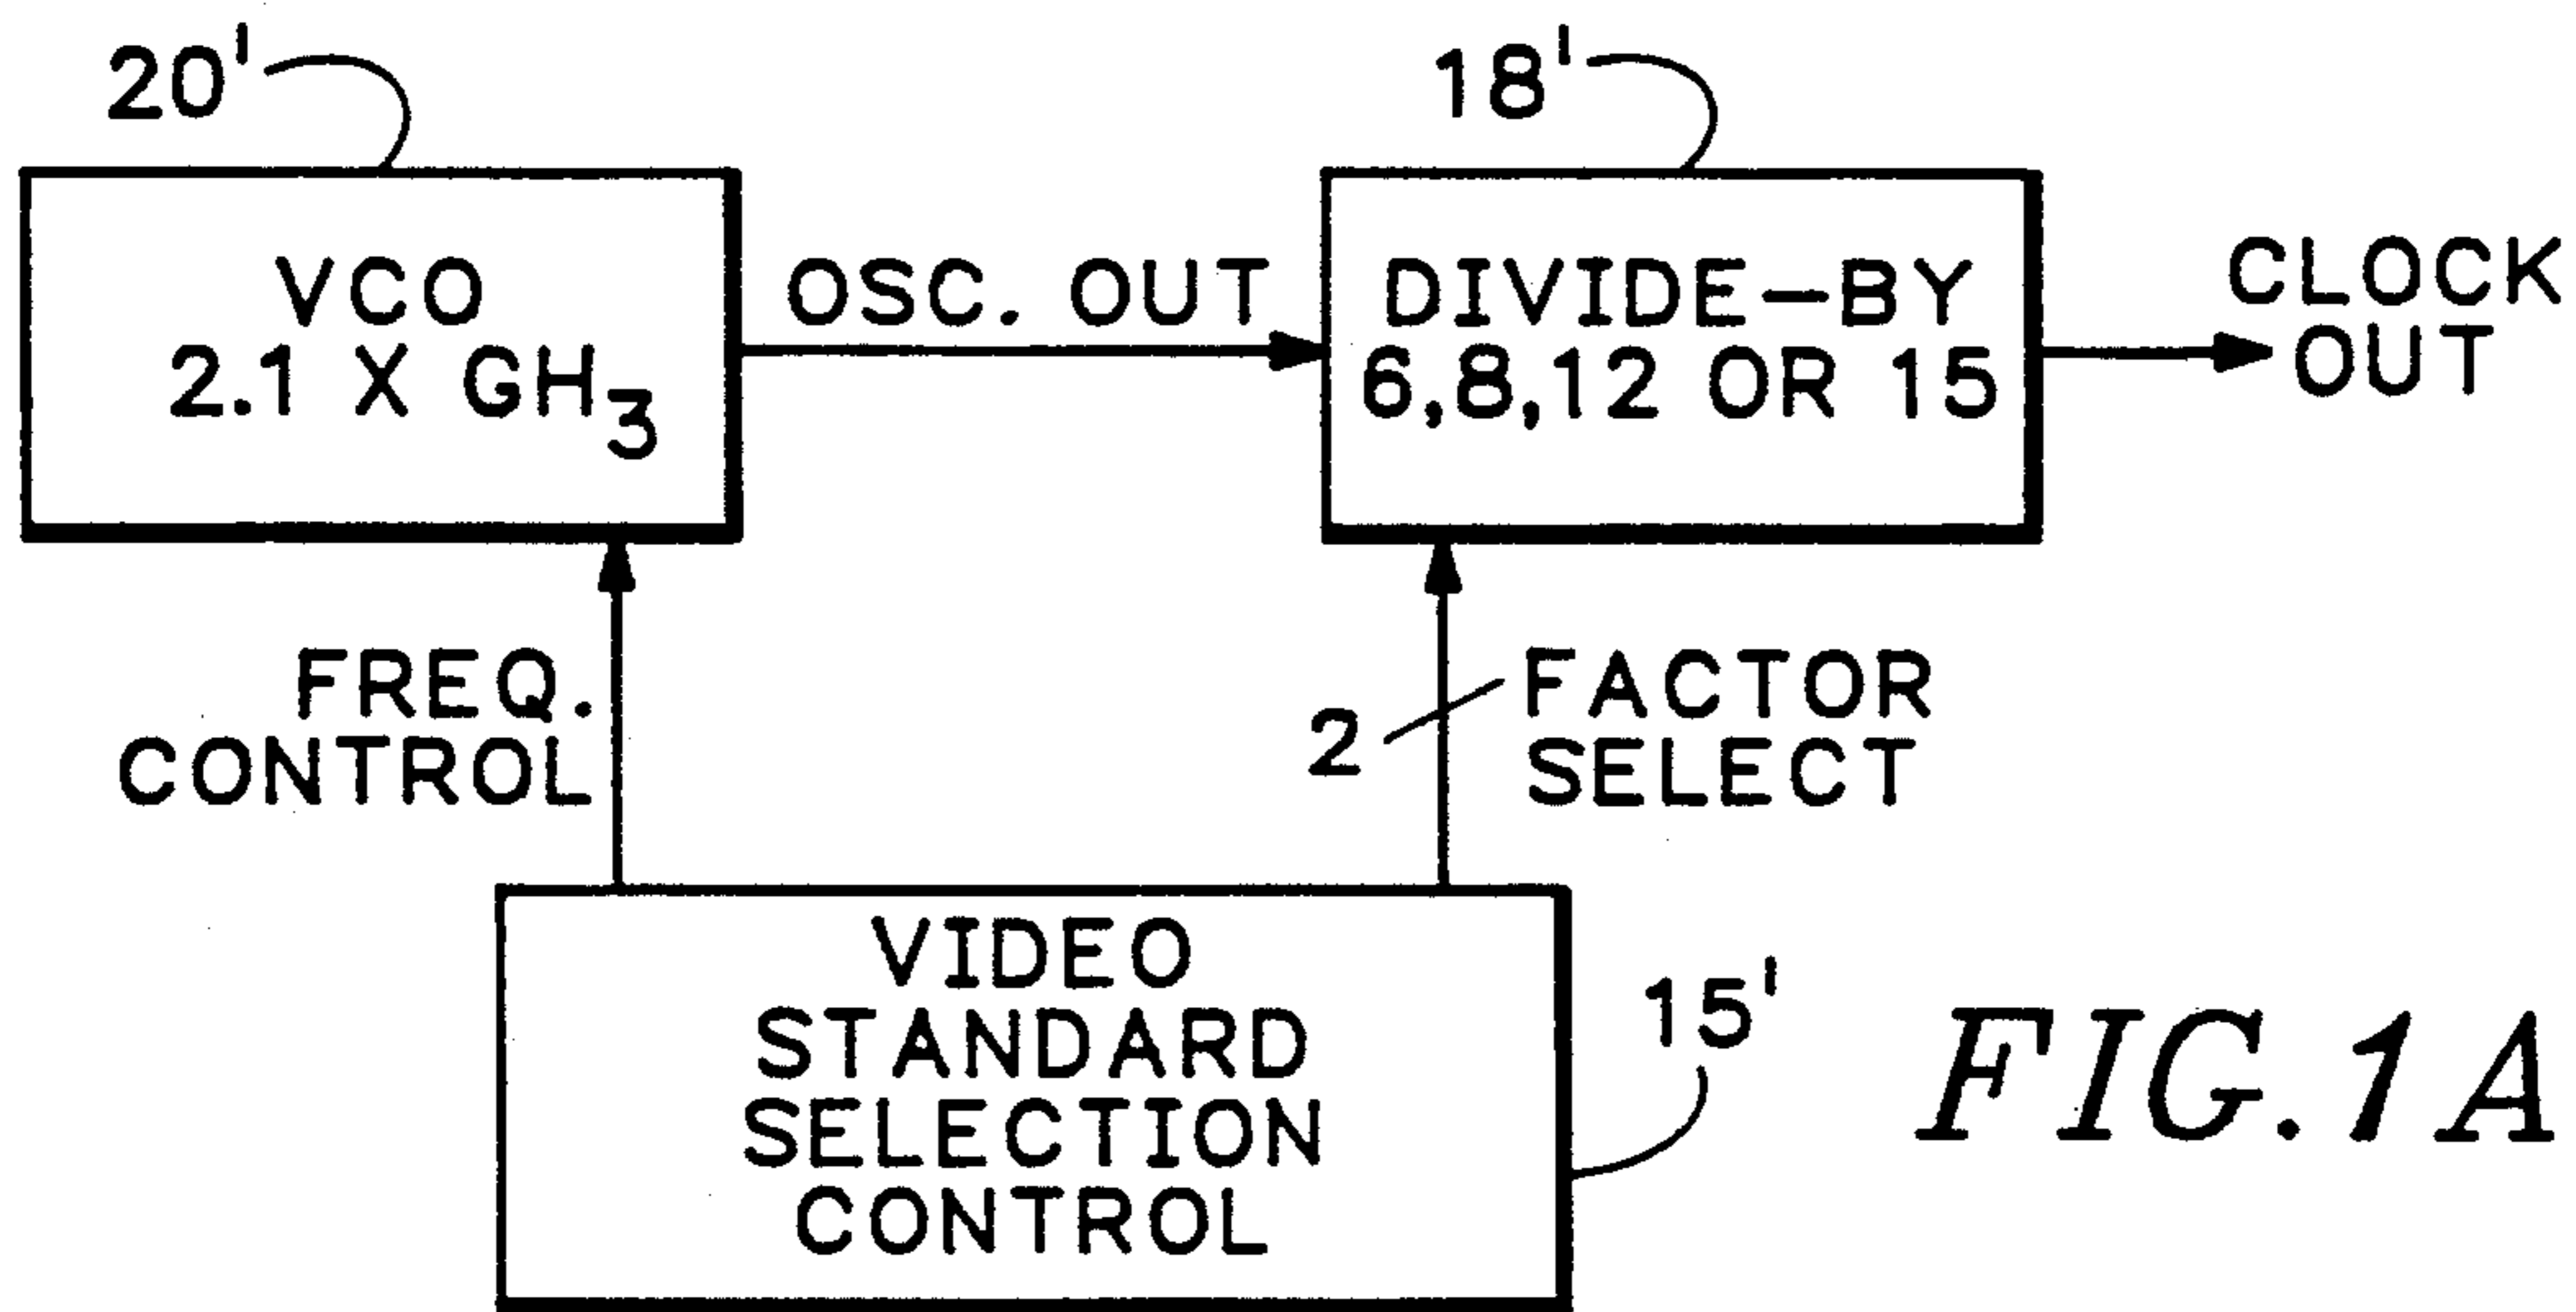 20'
18'
VCO
2.1 X GH3
OSC. OUT
DIVIDE-BY
6,8,12 OR 15
CLOCK
OUT
FREQ.
CONTROL
2
FACTOR
SELECT
VIDEO
STANDARD
SELECTION
CONTROL
15'
FIG.1A